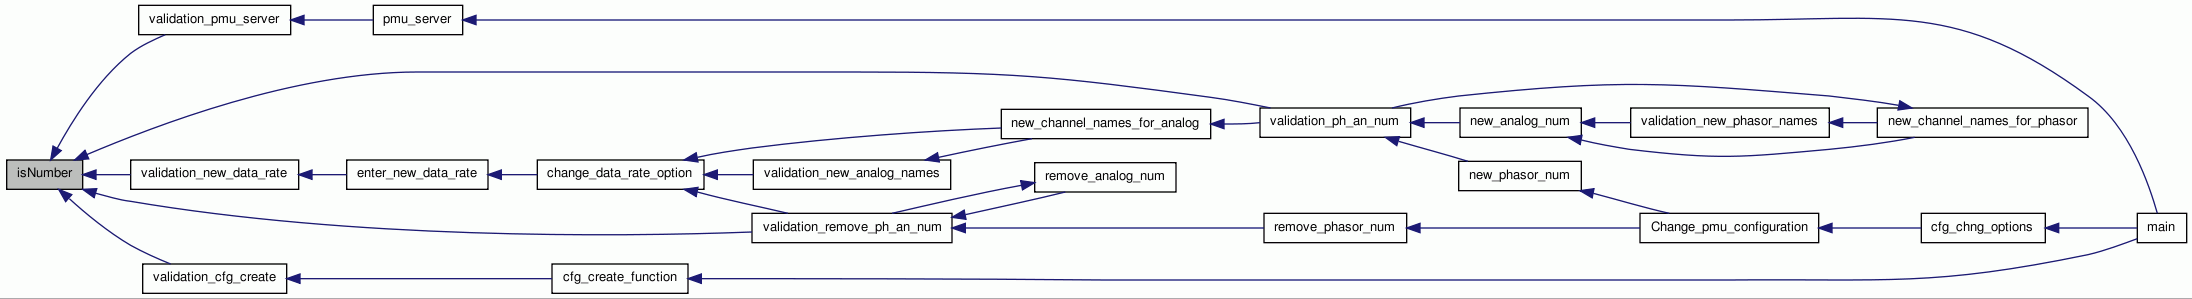 validation_pmu_server
pmu_server
new_channel_names_for_analog
validation_ph_an_num
new_analog_num
validation_new_phasor_names
new_channel_names_for_phasor
isNumber
validation_new_data_rate
enter_new_data_rate
change_data_rate_option
validation_new_analog_names
remove_analog_num
new_phasor_num
validation_remove_ph_an_num
remove_phasor_num
Change_pmu_configuration
cfg_chng_options
main
validation_cfg_create
cfg_create_function